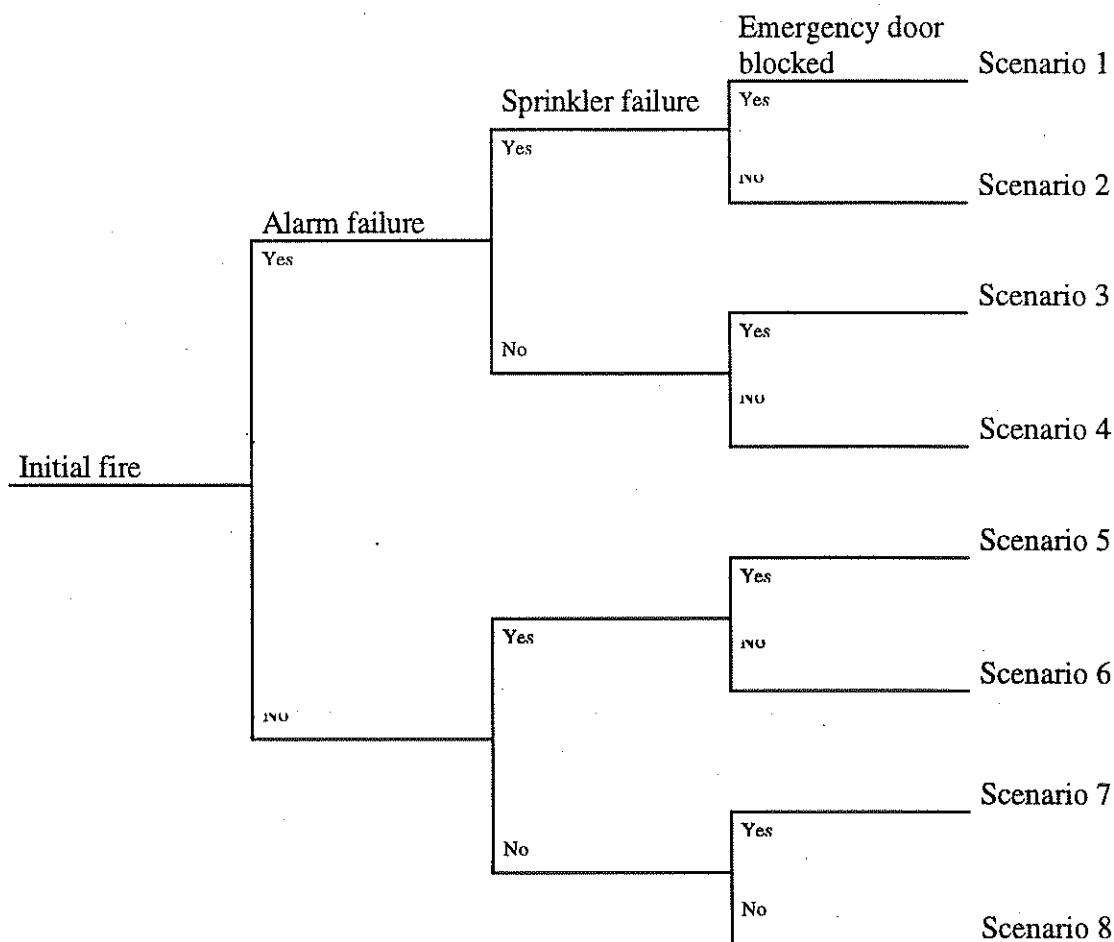 Emergency door
blocked
Scenario 1
Sprinkler failure
Yes
Yes
No
Scenario 2
Alarm failure
Yes
Scenario 3
Yes
No
No
Scenario 4
Initial fire
Scenario 5
Yes
Yes
No
Scenario 6
No
Scenario 7
Yes
No
No
Scenario 8